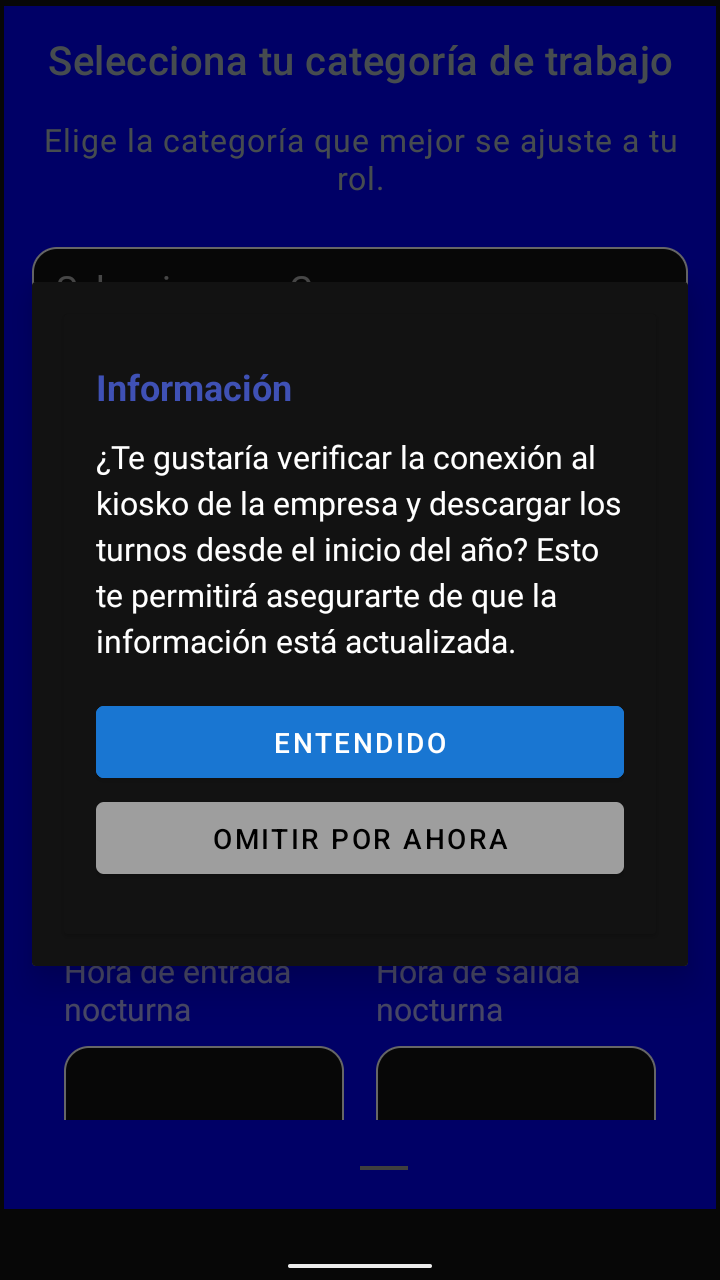 Selecciona tu categoría de trabajo
Elige la categoría que mejor se ajuste a tu
rol.
Información
¿Te gustaría verificar la conexión al
kiosko de la empresa y descargar los
turnos desde el inicio del año? Esto
te permitirá asegurarte de que la
información está actualizada.
ENTENDIDO
OMITIR POR AHORA
Hora de entrada
nocturna
Hora de salida
nocturna